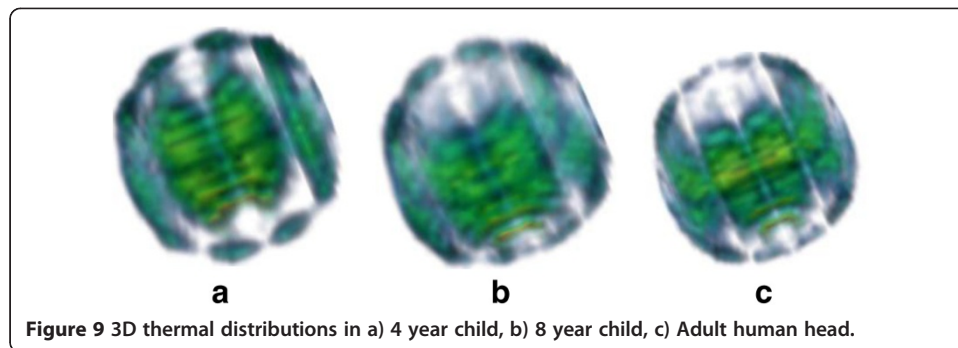 a b c
Figure 9 3D thermal distributions in a) 4 year child, b) 8 year child, c) Adult human head.